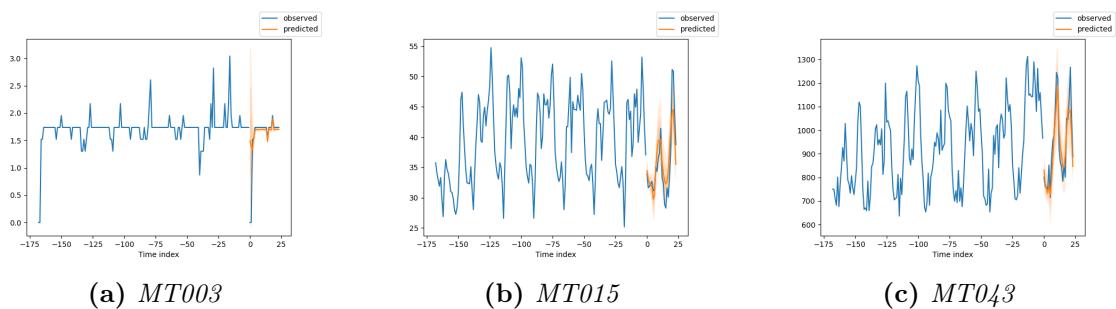 observed
predicted
3.0
2.5
2.0
1.5
1.0
0.5
0.0
−175 −150 −125 −100 −75 −50 −25 0 25
Time index
(a) MT003
observed
predicted
55
50
45
40
35
30
25
−175 −150 −125 −100 −75 −50 −25 0 25
Time index
(b) MT015
observed
predicted
1300
1200
1100
1000
900
800
700
600
−175 −150 −125 −100 −75 −50 −25 0 25
Time index
(c) MT043